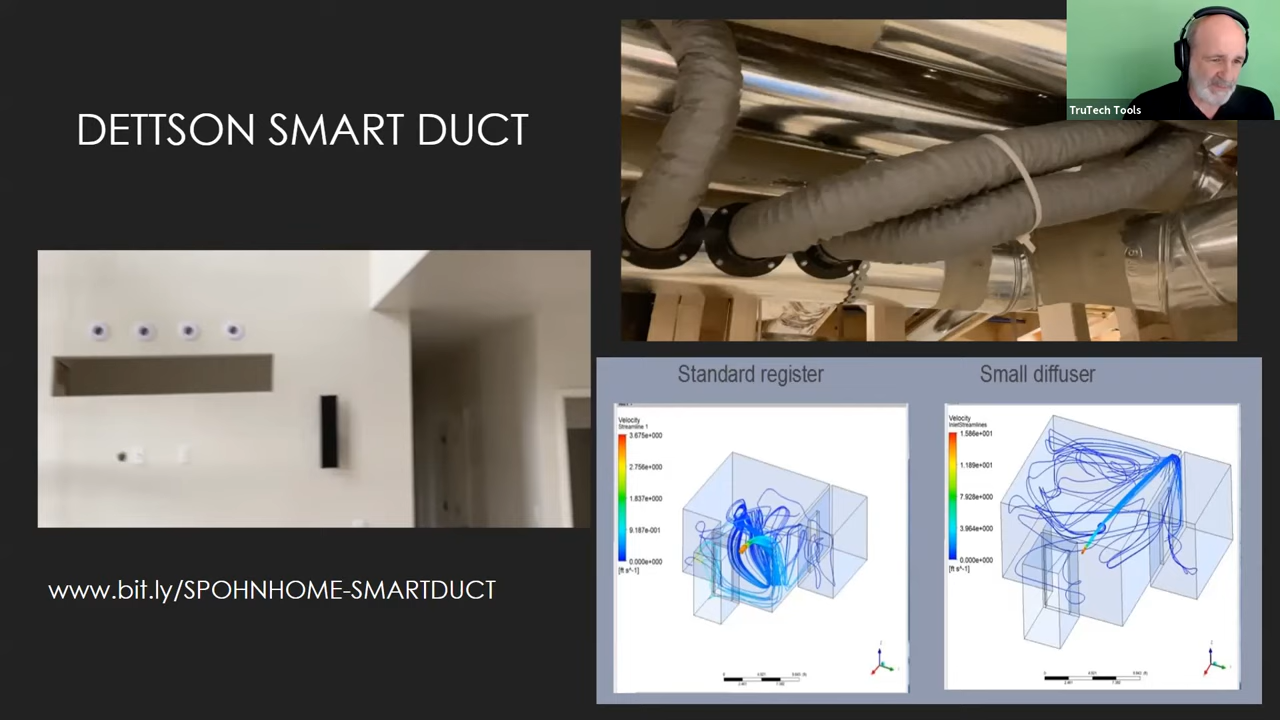 DETTSON SMART DUCT
TruTech Tools
www.bit.ly/SPOHNHOME-SMARTDUCT
Standard register
Small diffuser
Velocity
Streamline 1
3.675e+000
2.756e+000
1.837e+000
9.187e-001
0.000e+000
[ft s^-1]
Velocity
InletStreamlines
1.586e+001
1.189e+001
7.928e+000
3.964e+000
0.000e+000
[ft s^-1]